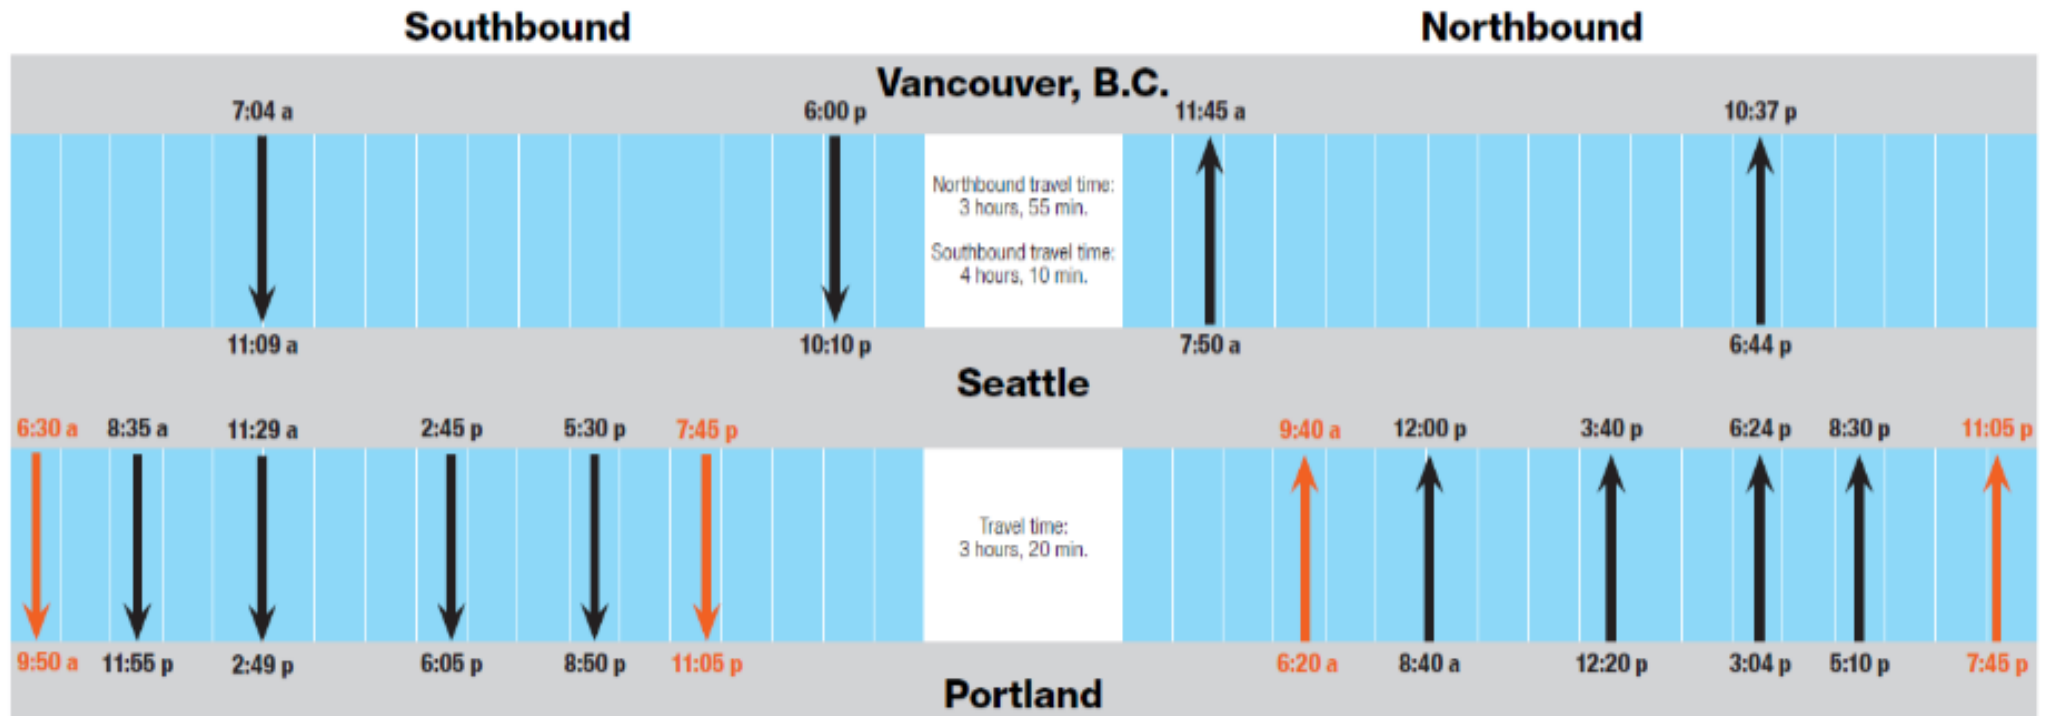 Southbound Northbound
Vancouver, B.C.
7:04 a 6:00 p 11:45 a 10:37 p
Northbound travel time:
3 hours, 55 min.
Southbound travel time:
4 hours, 10 min.
11:09 a 10:10 p 7:50 a 6:44 p
Seattle
6:30 a 8:35 a 11:29 a 2:45 p 5:30 p 7:45 p 9:40 a 12:00 p 3:40 p 6:24 p 8:30 p 11:05 p
Travel time:
3 hours, 20 min.
9:50 a 11:55 p 2:49 p 6:05 p 8:50 p 11:05 p 6:20 a 8:40 a 12:20 p 3:04 p 5:10 p 7:45 p
Portland